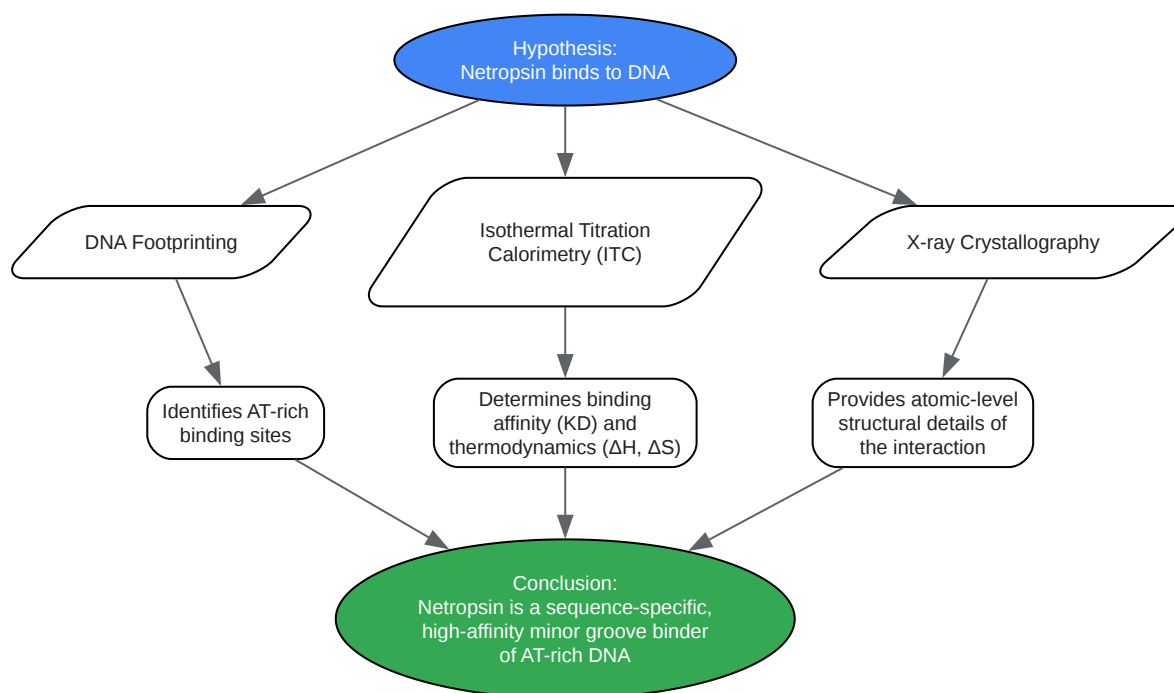 Hypothesis:
Netropsin binds to DNA
DNA Footprinting
Isothermal Titration
Calorimetry (ITC)
X-ray Crystallography
Identifies AT-rich
binding sites
Determines binding
affinity (KD) and
thermodynamics (ΔH, ΔS)
Provides atomic-level
structural details of
the interaction
Conclusion:
Netropsin is a sequence-specific,
high-affinity minor groove binder
of AT-rich DNA